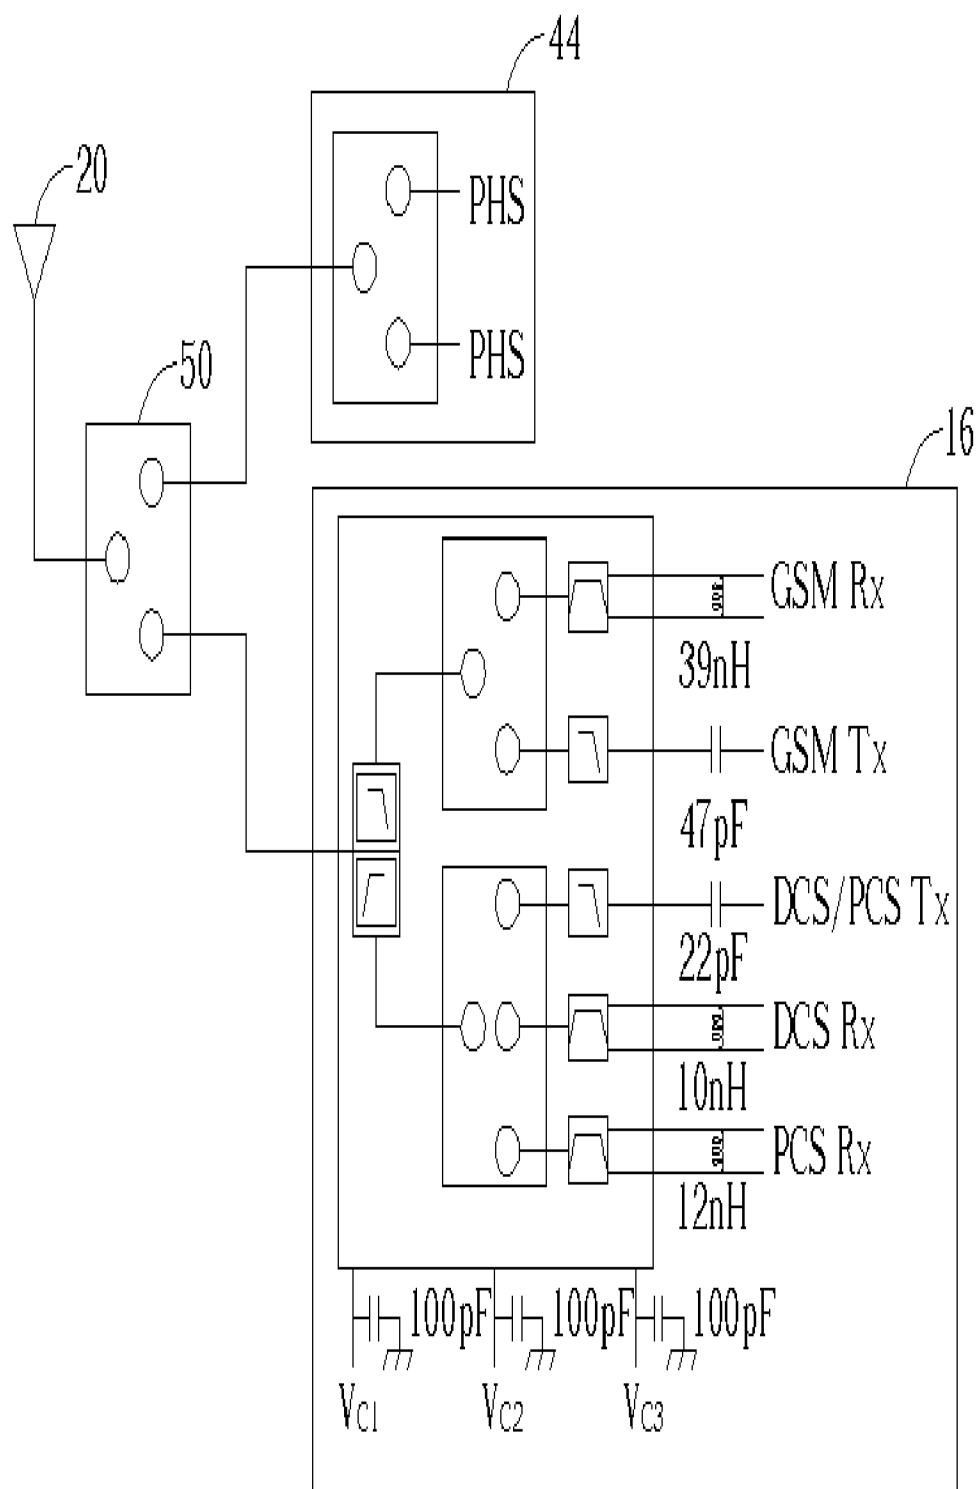 44
20
PHS
PHS
50
16
GSM Rx
39nH
GSM Tx
47pF
DCS/PCS Tx
22pF
DCS Rx
10nH
PCS Rx
12nH
100pF 100pF 100pF
VC1 VC2 VC3